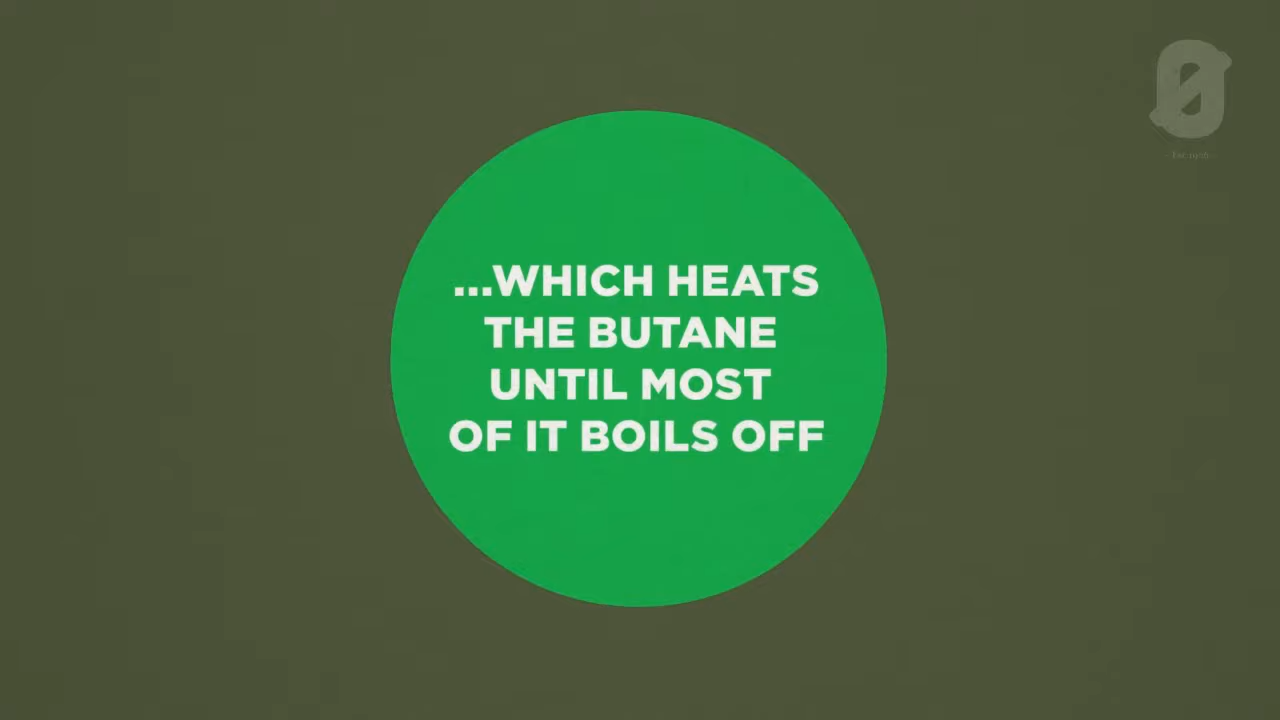 ...WHICH HEATS
THE BUTANE
UNTIL MOST
OF IT BOILS OFF